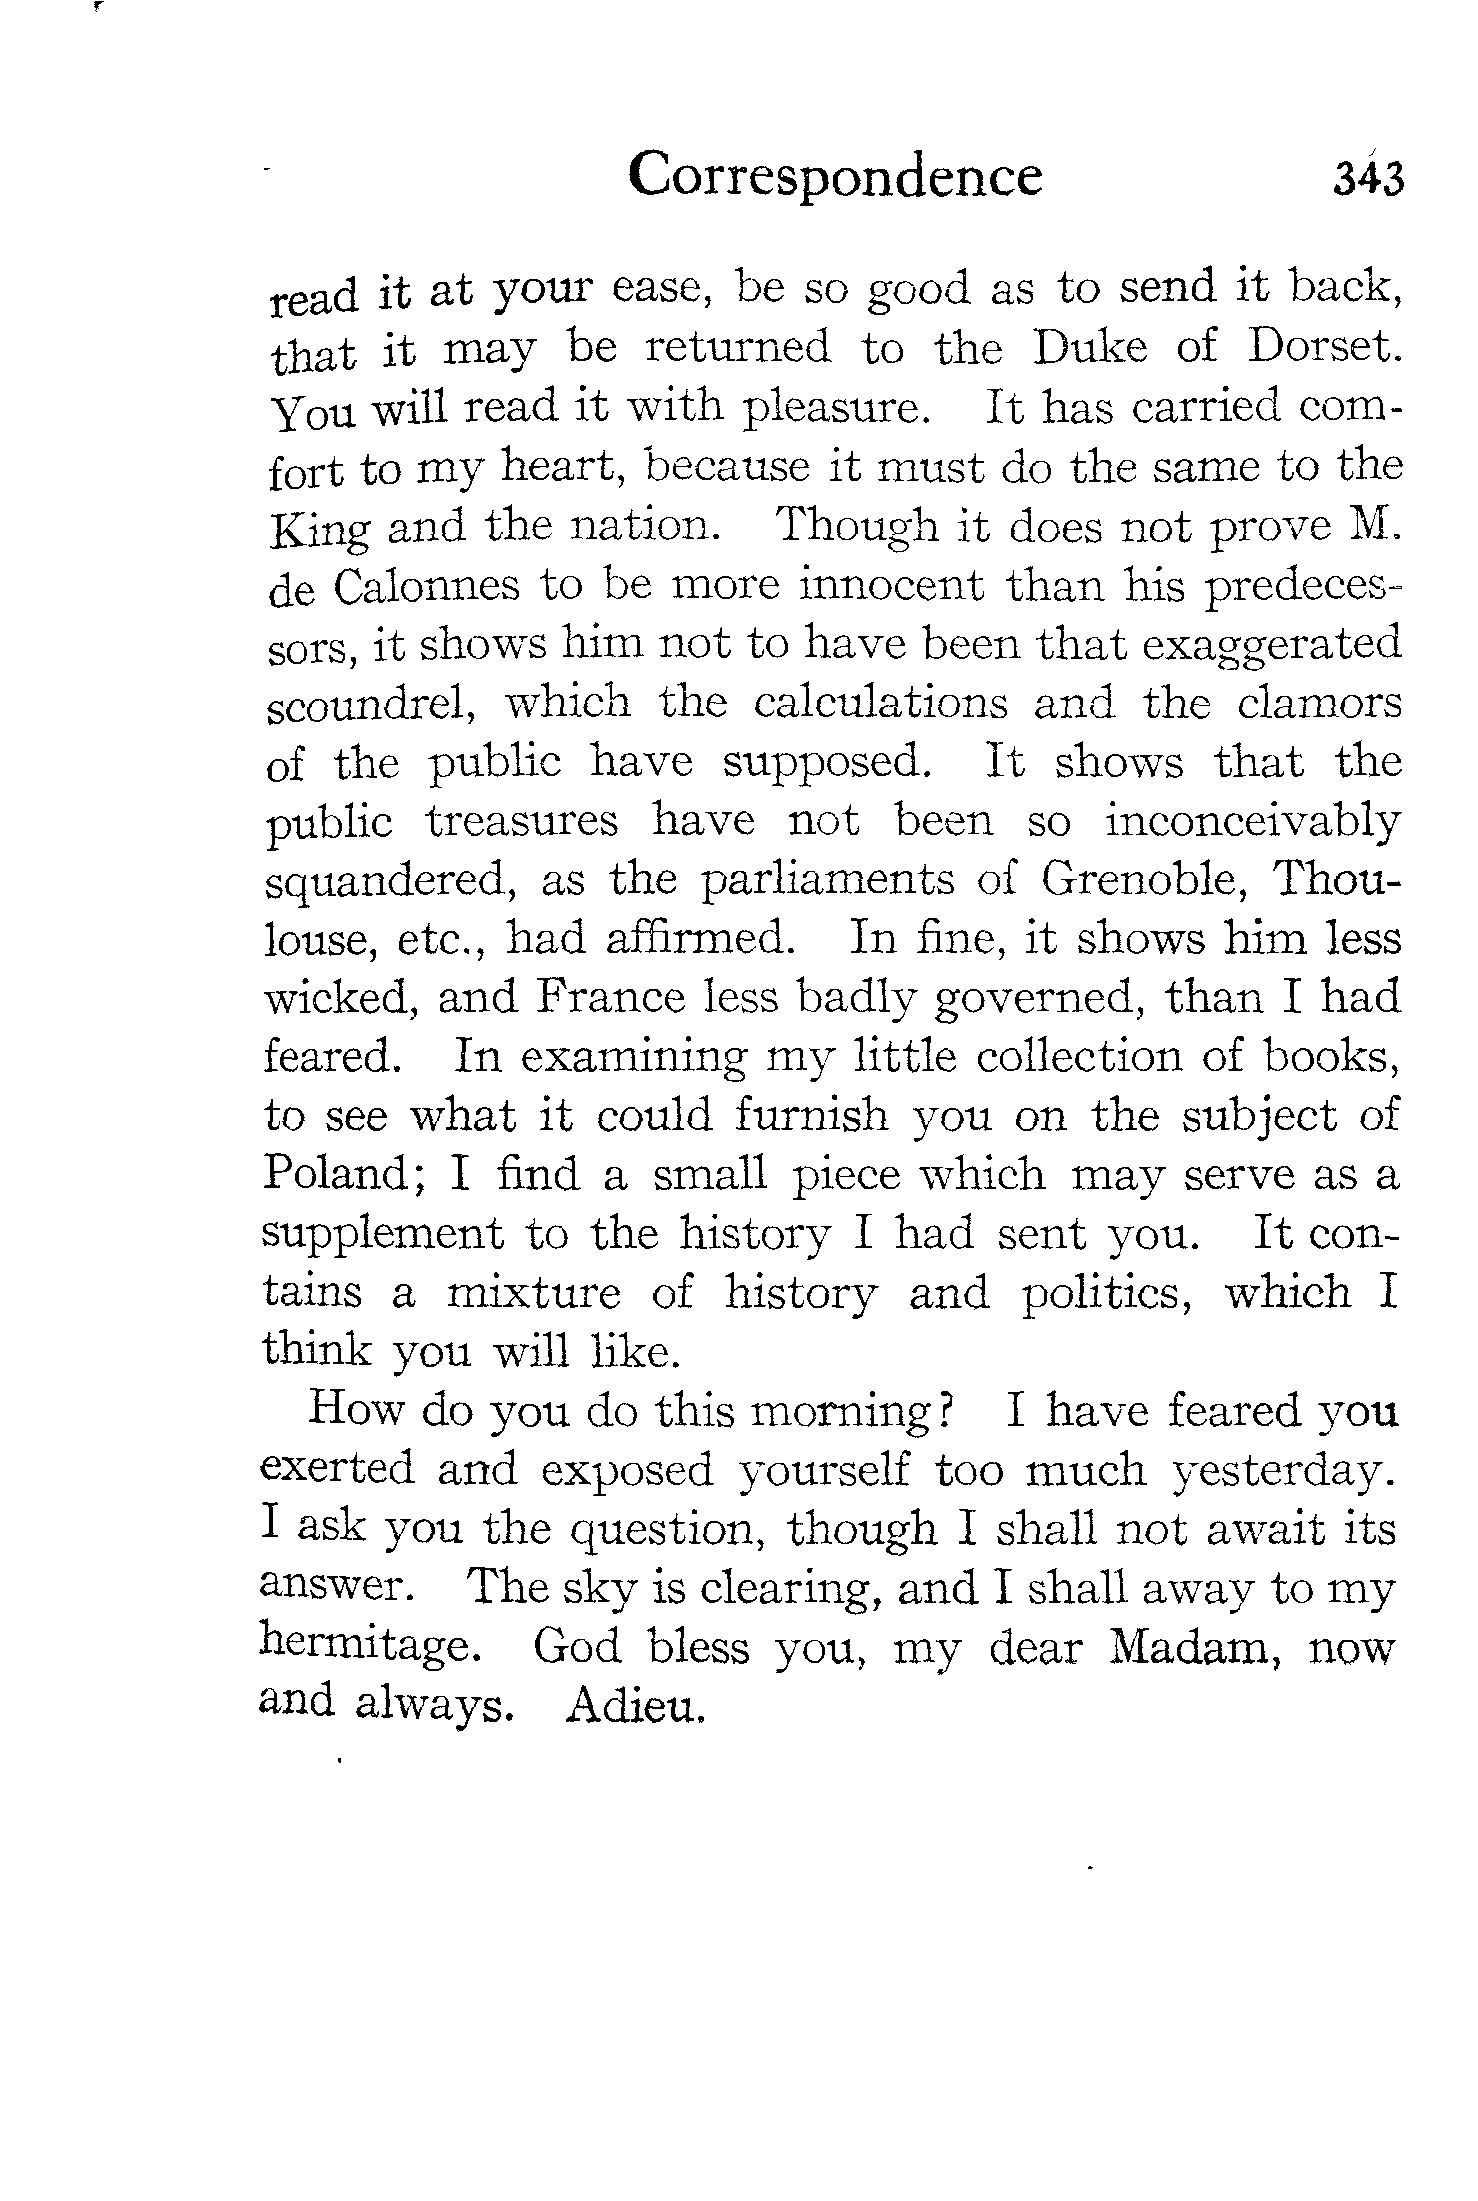 Correspondence 343
read it at your ease, be so good as to send it back,
that it may be returned to the Duke of Dorset.
You will read it with pleasure. It has carried com-
fort to my heart, because it must do the same to the
King and the nation. Though it does not prove M.
de Calonnes to be more innocent than his predeces-
sors, it shows him not to have been that exaggerated
scoundrel, which the calculations and the clamors
of the public have supposed. It shows that the
public treasures have not been so inconceivably
squandered, as the parliaments of Grenoble, Thou-
louse, etc., had affirmed. In fine, it shows him less
wicked, and France less badly governed, than I had
feared. In examining my little collection of books,
to see what it could furnish you on the subject of
Poland; I find a small piece which may serve as a
supplement to the history I had sent you. It con-
tains a mixture of history and politics, which I
think you will like.
How do you do this morning? I have feared you
exerted and exposed yourself too much yesterday.
I ask you the question, though I shall not await its
answer. The sky is clearing, and I shall away to my
hermitage. God bless you, my dear Madam, now
and always. Adieu.